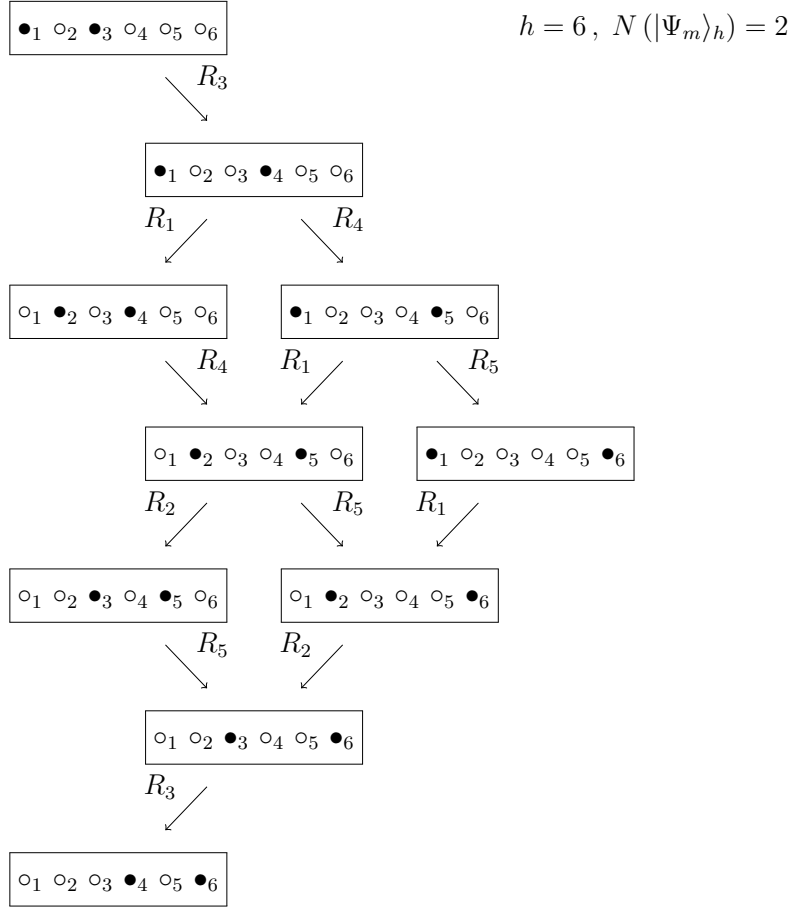 ●₁ ○₂ ●₃ ○₄ ○₅ ○₆ h = 6 , N (|Ψₘ⟩ₕ) = 2
R₃
●₁ ○₂ ○₃ ●₄ ○₅ ○₆
R₁ R₄
○₁ ●₂ ○₃ ●₄ ○₅ ○₆ ●₁ ○₂ ○₃ ○₄ ●₅ ○₆
R₄ R₁ R₅
○₁ ●₂ ○₃ ○₄ ●₅ ○₆ ●₁ ○₂ ○₃ ○₄ ○₅ ●₆
R₂ R₅ R₁
○₁ ○₂ ●₃ ○₄ ●₅ ○₆ ○₁ ●₂ ○₃ ○₄ ○₅ ●₆
R₅ R₂
○₁ ○₂ ●₃ ○₄ ○₅ ●₆
R₃
○₁ ○₂ ○₃ ●₄ ○₅ ●₆